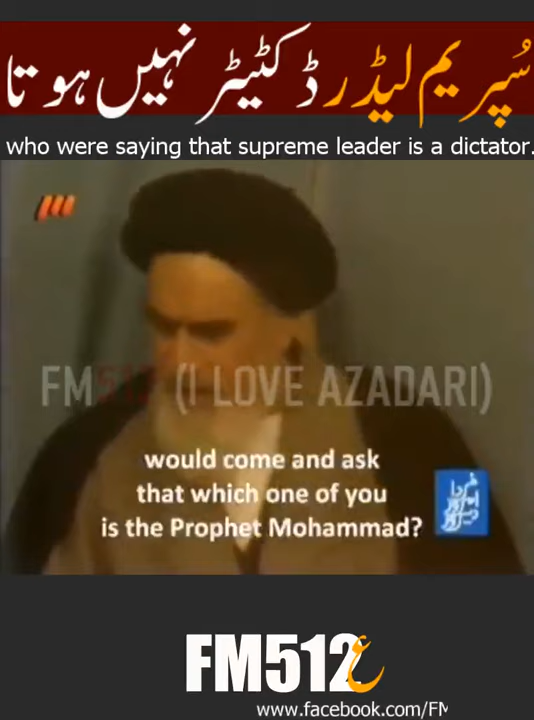 سُپریم لیڈر ڈکٹیٹر نہیں ہوتا
who were saying that supreme leader is a dictator.
FM512 (I LOVE AZADARI)
would come and ask
that which one of you
is the Prophet Mohammad?
FM512
ع
www.facebook.com/FM